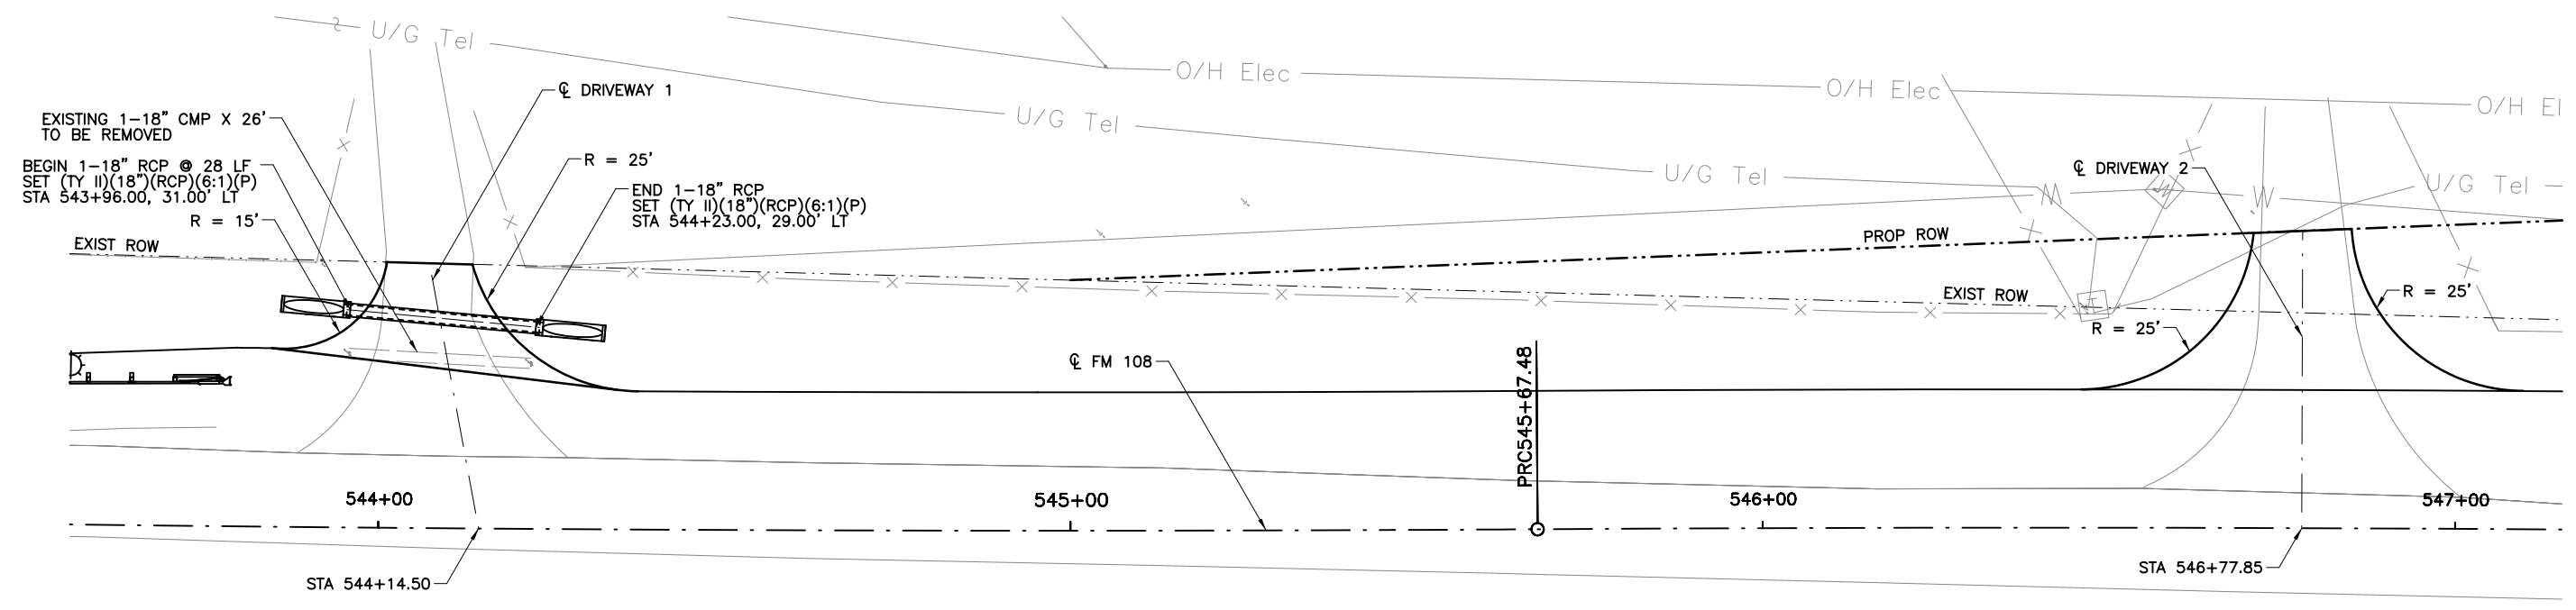 U/G Tel
O/H Elec
O/H Elec
O/H El
U/G Tel
U/G Tel
U/G Tel
℄ DRIVEWAY 1
EXISTING 1-18" CMP X 26'
TO BE REMOVED
BEGIN 1-18" RCP @ 28 LF
SET (TY II)(18")(RCP)(6:1)(P)
STA 543+96.00, 31.00' LT
R = 15'
EXIST ROW
R = 25'
END 1-18" RCP
SET (TY II)(18")(RCP)(6:1)(P)
STA 544+23.00, 29.00' LT
℄ DRIVEWAY 2
W
W
W
PROP ROW
EXIST ROW
T
R = 25'
R = 25'
℄ FM 108
PRC545+67.48
544+00
545+00
546+00
547+00
STA 544+14.50
STA 546+77.85